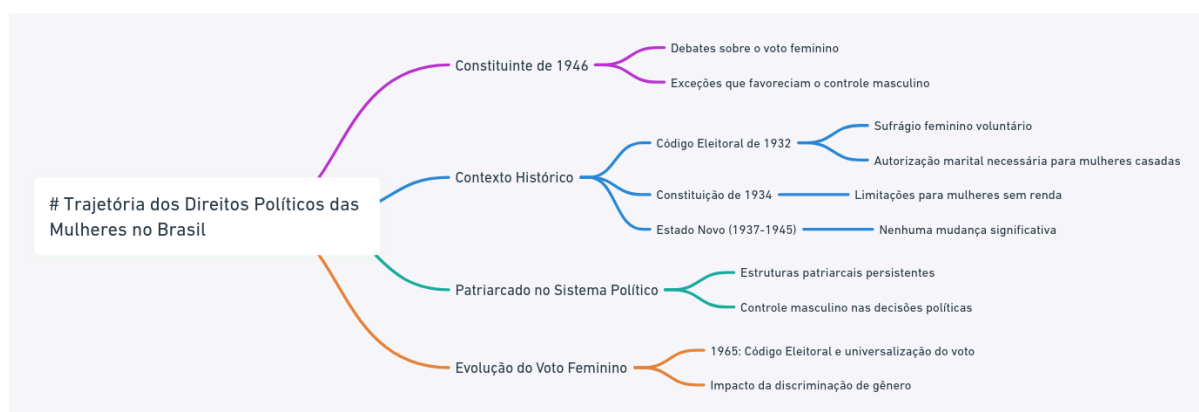 # Trajetória dos Direitos Políticos das
Mulheres no Brasil
Constituinte de 1946
Debates sobre o voto feminino
Exceções que favoreciam o controle masculino
Contexto Histórico
Código Eleitoral de 1932
Sufrágio feminino voluntário
Autorização marital necessária para mulheres casadas
Constituição de 1934
Limitações para mulheres sem renda
Estado Novo (1937-1945)
Nenhuma mudança significativa
Patriarcado no Sistema Político
Estruturas patriarcais persistentes
Controle masculino nas decisões políticas
Evolução do Voto Feminino
1965: Código Eleitoral e universalização do voto
Impacto da discriminação de gênero